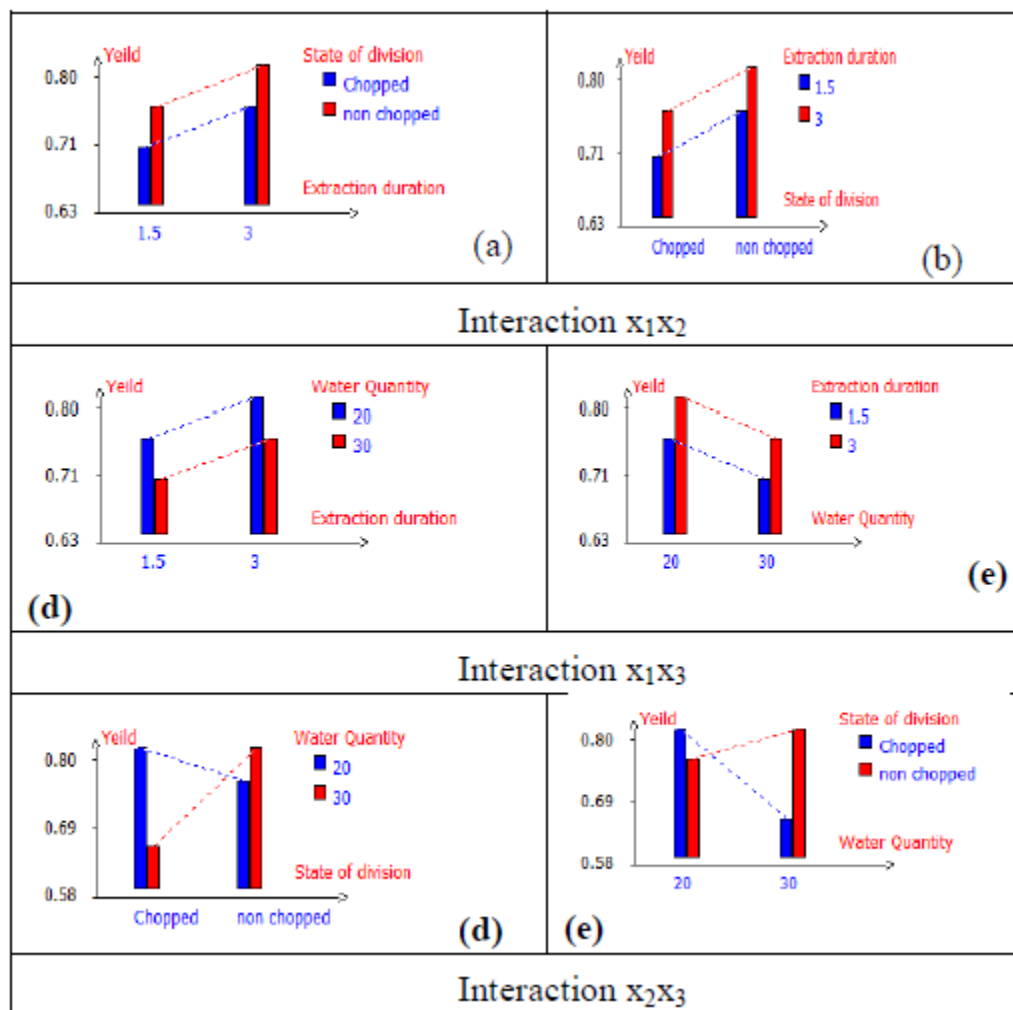 Yeild
State of division
0.80
Chopped
non chopped
0.71
Extraction duration
0.63
1.5 3
(a)
Yeild
Extraction duration
0.80
1.5
3
0.71
State of division
0.63
Chopped non chopped
(b)
Interaction x₁x₂
Yeild
Water Quantity
0.80
20
30
0.71
Extraction duration
0.63
1.5 3
(d)
Yeild
Extraction duration
0.80
1.5
3
0.71
Water Quantity
0.63
20 30
(e)
Interaction x₁x₃
Yeild
Water Quantity
0.80
20
30
0.69
State of division
0.58
Chopped non chopped
(d)
Yeild
State of division
0.80
Chopped
non chopped
0.69
Water Quantity
0.58
20 30
(e)
Interaction x₂x₃